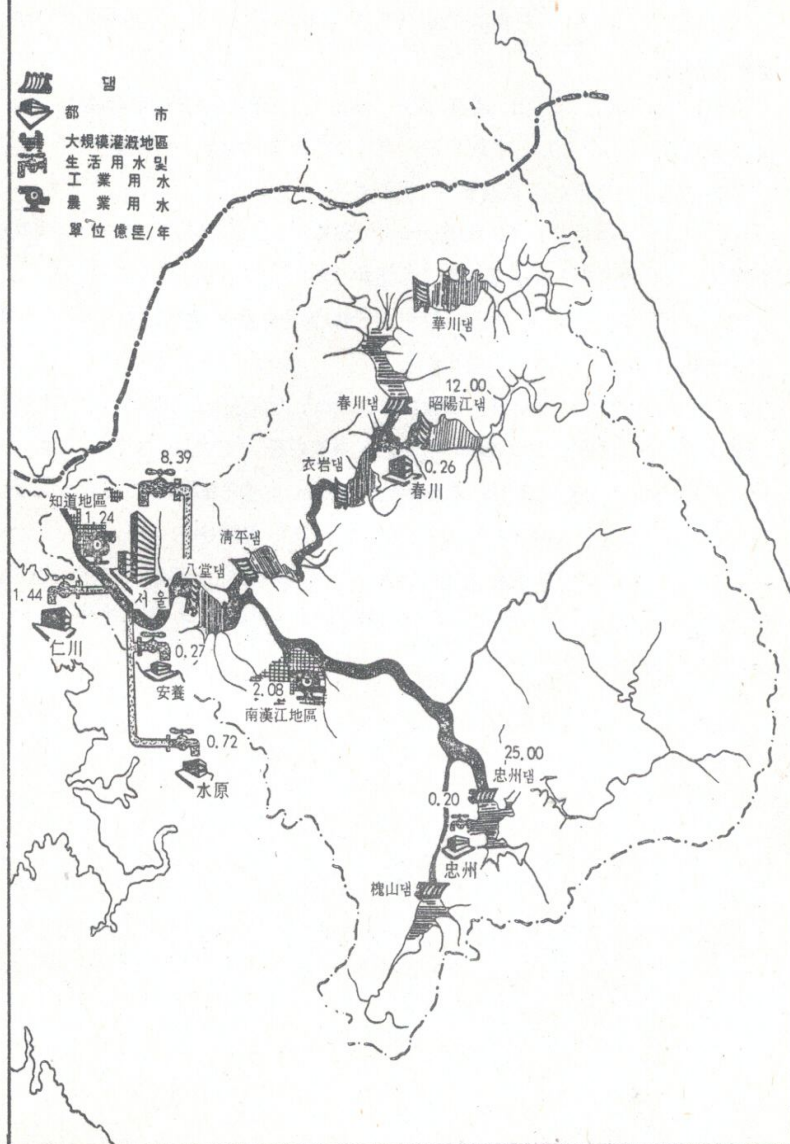 댐
都 市
大規模灌漑地區
生活用水 및
工業用水
農業用水
單位 億톤/年
華川댐
12.00
春川댐 昭陽江댐
8.39
衣岩댐 0.26
春川
知道地區
1.24
清平댐
八堂댐
1.44
서울
仁川
0.27
安養
2.08
南漢江地區
0.72
水原
25.00
忠州댐
0.20
忠州
槐山댐